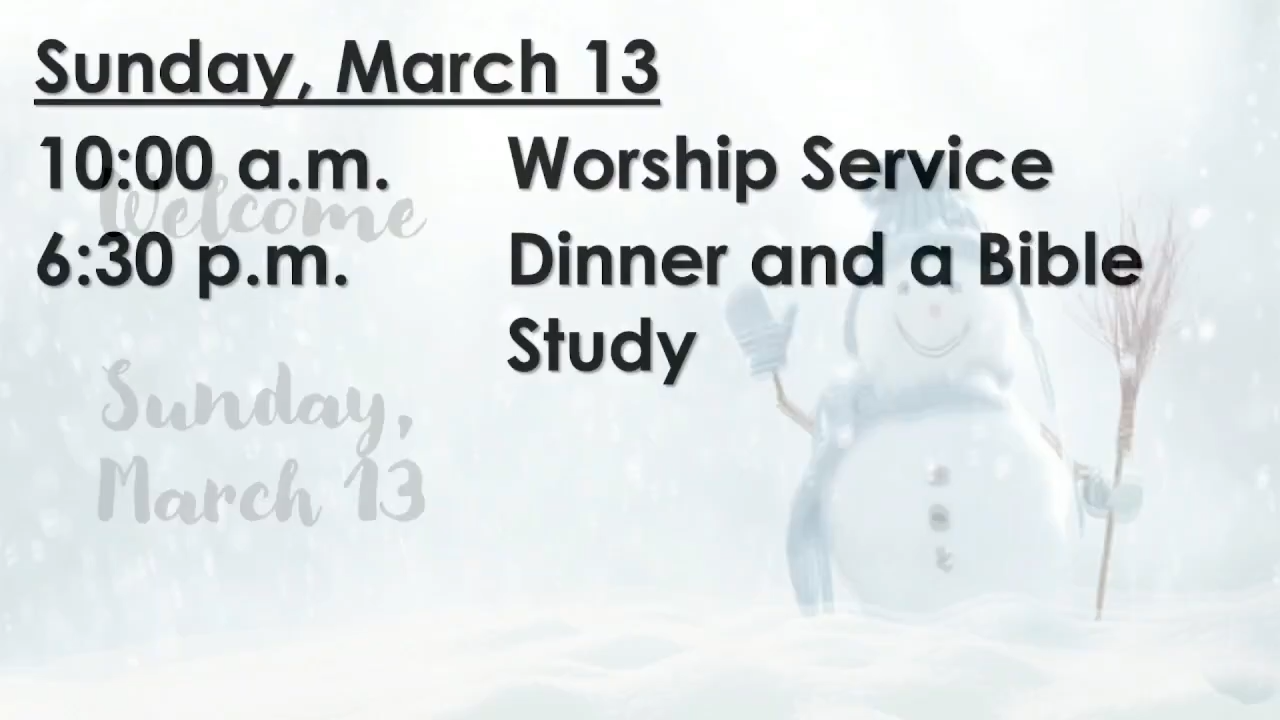 Sunday, March 13
10:00 a.m. Worship Service
Welcome
6:30 p.m. Dinner and a Bible
Study
Sunday,
March 13